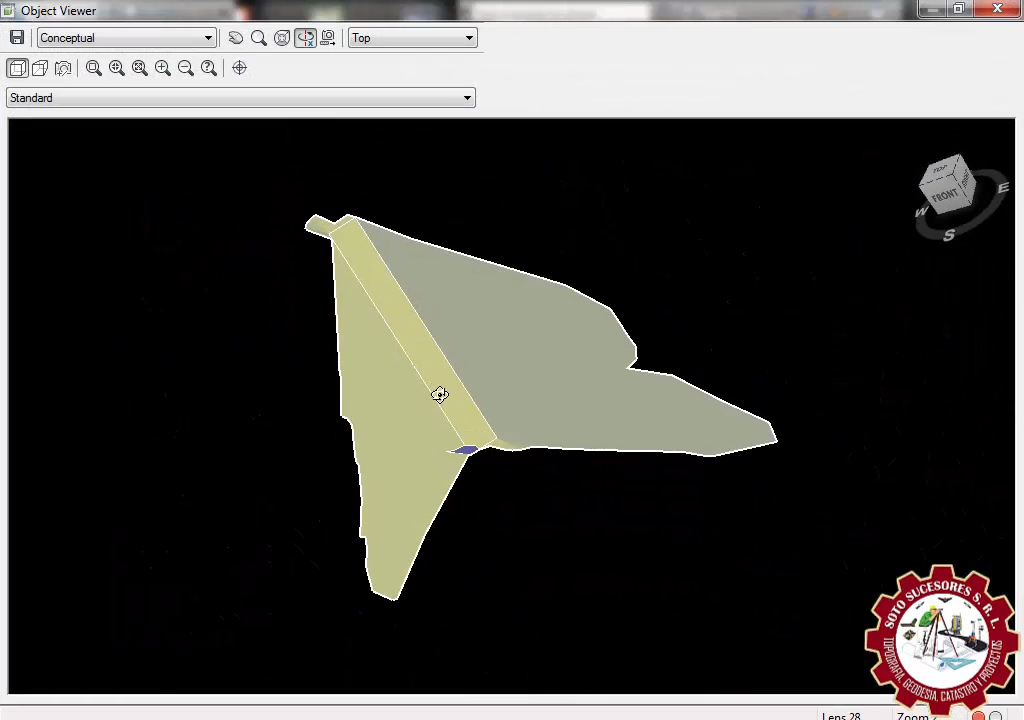 Object Viewer
Conceptual
Top
Standard
TOP
FRONT
W
S
E
SOTO SUCESORES S. R. L.
TOPOGRAFIA, GEODESIA, CATASTRO Y PROYECTOS
Lens 28
Zoom